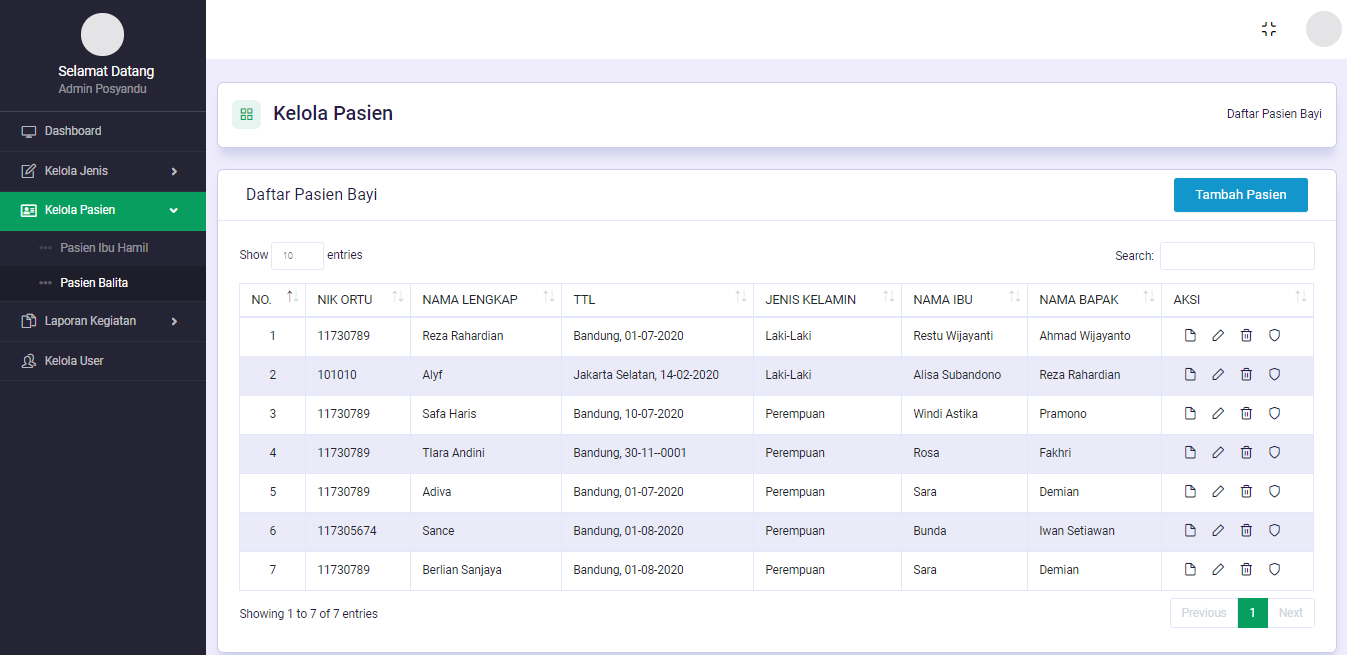 Selamat Datang
Admin Posyandu
Dashboard
Kelola Jenis
Kelola Pasien
Pasien Ibu Hamil
Pasien Balita
Laporan Kegiatan
Kelola User
Kelola Pasien
Daftar Pasien Bayi
Daftar Pasien Bayi
Tambah Pasien
Show 10 entries
Search:
NO. NIK ORTU NAMA LENGKAP TTL JENIS KELAMIN NAMA IBU NAMA BAPAK AKSI
1 11730789 Reza Rahardian Bandung, 01-07-2020 Laki-Laki Restu Wijayanti Ahmad Wijayanto
2 101010 Alyf Jakarta Selatan, 14-02-2020 Laki-Laki Alisa Subandono Reza Rahardian
3 11730789 Safa Haris Bandung, 10-07-2020 Perempuan Windi Astika Pramono
4 11730789 TIara Andini Bandung, 30-11--0001 Perempuan Rosa Fakhri
5 11730789 Adiva Bandung, 01-07-2020 Perempuan Sara Demian
6 117305674 Sance Bandung, 01-08-2020 Perempuan Bunda Iwan Setiawan
7 11730789 Berlian Sanjaya Bandung, 01-08-2020 Perempuan Sara Demian
Showing 1 to 7 of 7 entries
Previous 1 Next